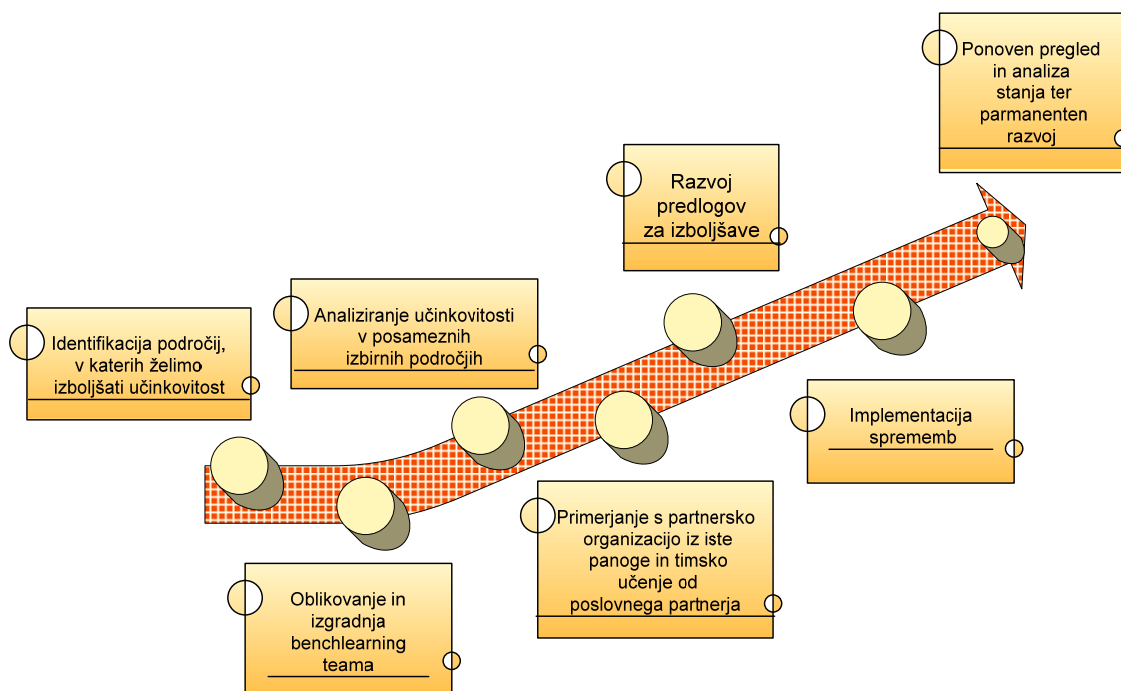 Identifikacija področij,
v katerih želimo
izboljšati učinkovitost
Oblikovanje in
izgradnja
benchlearning
teama
Analiziranje učinkovitosti
v posameznih
izbirnih področjih
Primerjanje s partnersko
organizacijo iz iste
panoge in timsko
učenje od
poslovnega partnerja
Razvoj
predlogov
za izboljšave
Implementacija
sprememb
Ponoven pregled
in analiza
stanja ter
parmanenten
razvoj